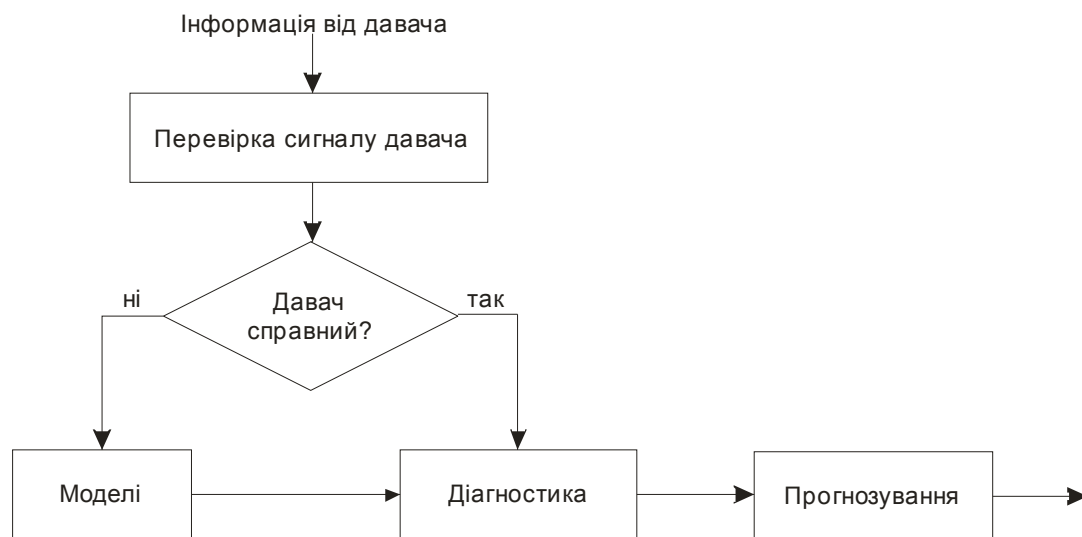 Інформація від давача
Перевірка сигналу давача
ні
Давач
так
справний?
Моделі
Діагностика
Прогнозування